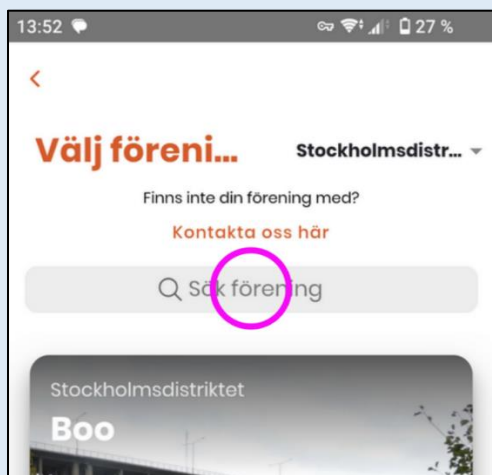 13:52 27 %
Välj föreni... Stockholmsdistr...
Finns inte din förening med?
Kontakta oss här
Sök förening
Stockholmsdistriktet
Boo